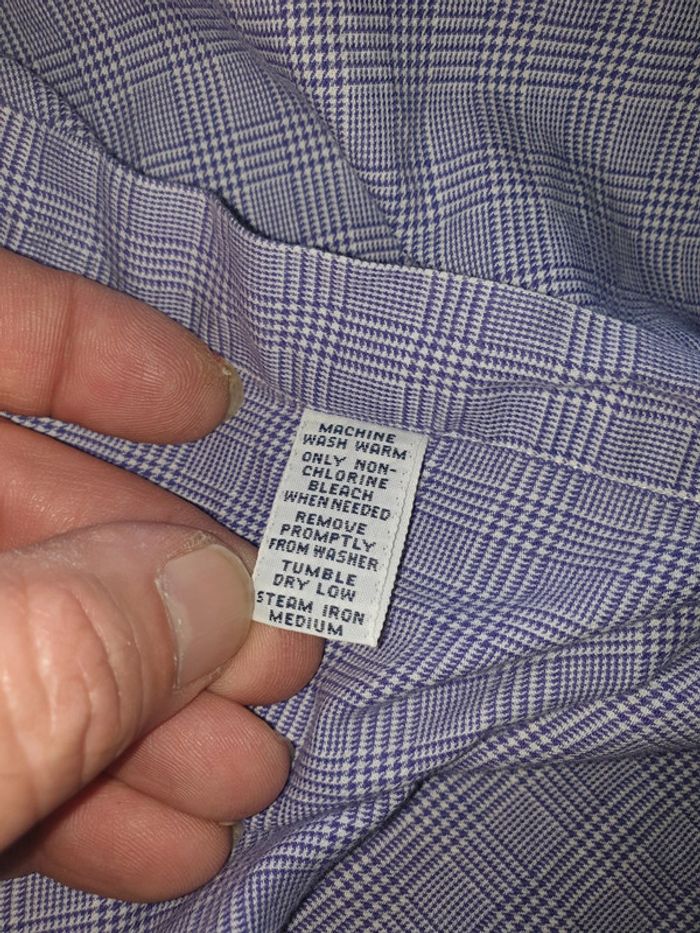 MACHINE
WASH WARM
ONLY NON-
CHLORINE
BLEACH
WHEN NEEDED
REMOVE
PROMPTLY
FROM WASHER
TUMBLE
DRY LOW
STEAM IRON
MEDIUM